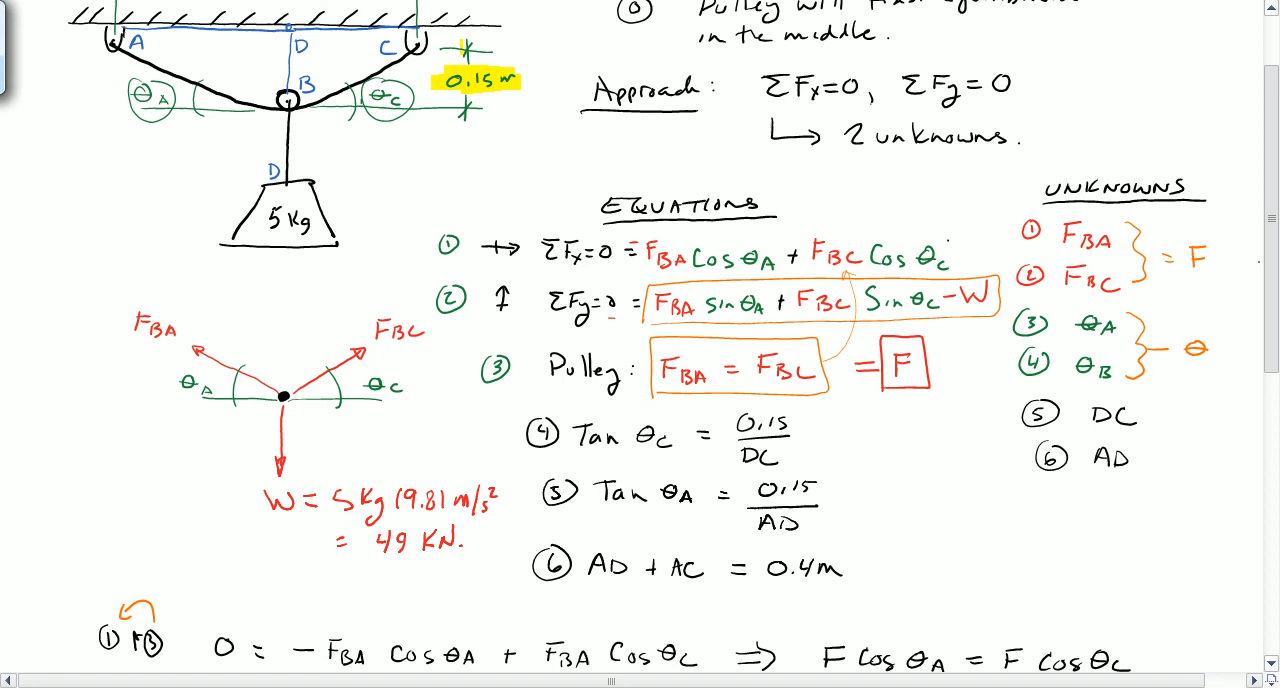 in the middle.
A D C
0.15 m
B
θA θC
Approach: ΣFx=0, ΣFy=0
↳ 2 unknowns.
D
5 Kg
EQUATIONS
UNKNOWNS
① → ΣFx=0 = -FBA Cos θA + FBC Cos θC
② ↑ ΣFy=0 = FBA Sin θA + FBC Sin θC - W
③ Pulley: FBA = FBC = F
④ Tan θC = 0.15 / DC
⑤ Tan θA = 0.15 / AD
⑥ AD + AC = 0.4m
① FBA
② FBC
} = F
③ θA
④ θB
} - θ
⑤ DC
⑥ AD
FBA FBC
θA θC
W = 5 Kg (9.81 m/s²
= 49 KN.
① + ③ 0 = - FBA Cos θA + FBA Cos θC ⇒ F Cos θA = F Cos θC